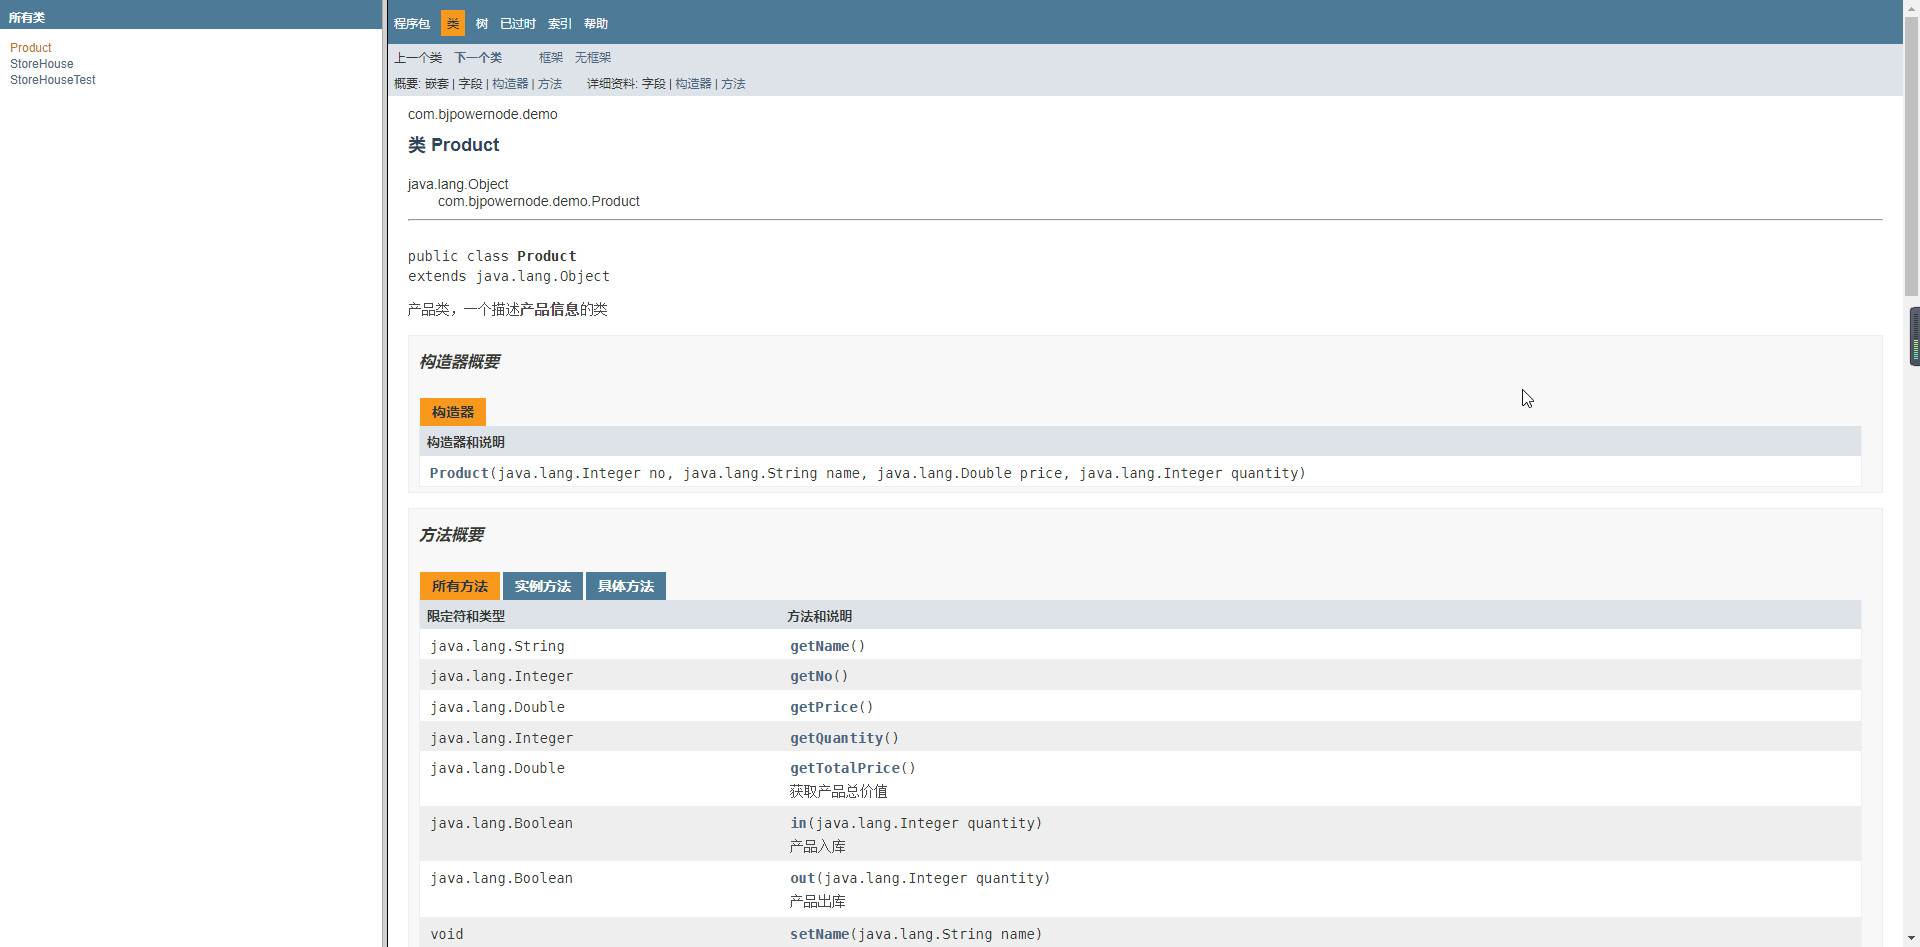 所有类
Product
StoreHouse
StoreHouseTest
程序包 类 树 已过时 索引 帮助
上一个类 下一个类 框架 无框架
概要: 嵌套 | 字段 | 构造器 | 方法 详细资料: 字段 | 构造器 | 方法
com.bjpowernode.demo
类 Product
java.lang.Object
com.bjpowernode.demo.Product
public class Product
extends java.lang.Object
产品类，一个描述产品信息的类
构造器概要
构造器
构造器和说明
Product(java.lang.Integer no, java.lang.String name, java.lang.Double price, java.lang.Integer quantity)
方法概要
所有方法 实例方法 具体方法
限定符和类型 方法和说明
java.lang.String getName()
java.lang.Integer getNo()
java.lang.Double getPrice()
java.lang.Integer getQuantity()
java.lang.Double getTotalPrice()
获取产品总价值
java.lang.Boolean in(java.lang.Integer quantity)
产品入库
java.lang.Boolean out(java.lang.Integer quantity)
产品出库
void setName(java.lang.String name)